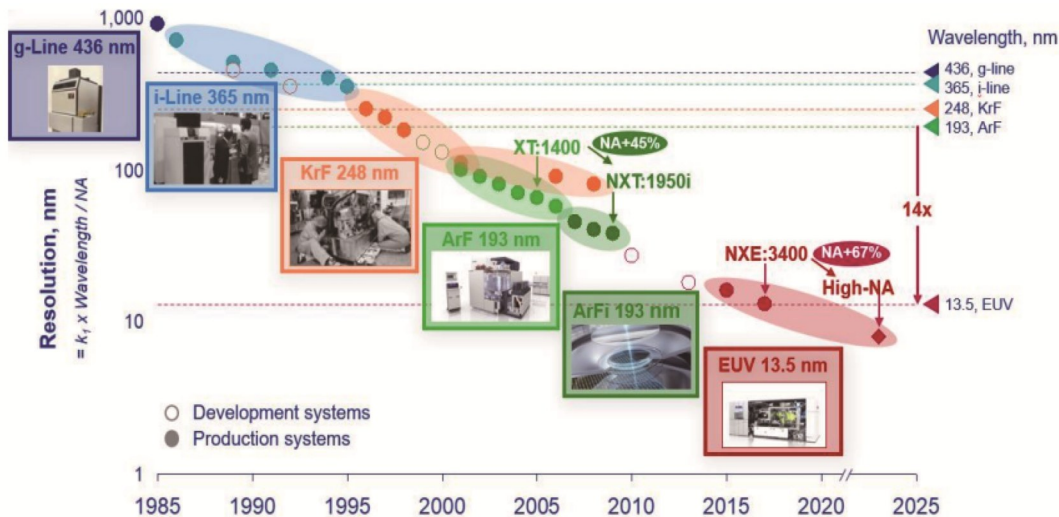 1,000
g-Line 436 nm
i-Line 365 nm
100
KrF 248 nm
XT:1400
NA+45%
NXT:1950i
ArF 193 nm
NXE:3400
NA+67%
High-NA
10
ArFi 193 nm
EUV 13.5 nm
Wavelength, nm
436, g-line
365, i-line
248, KrF
193, ArF
14x
13.5, EUV
Resolution, nm
= k1 x Wavelength / NA
Development systems
Production systems
1
1985 1990 1995 2000 2005 2010 2015 2020 2025